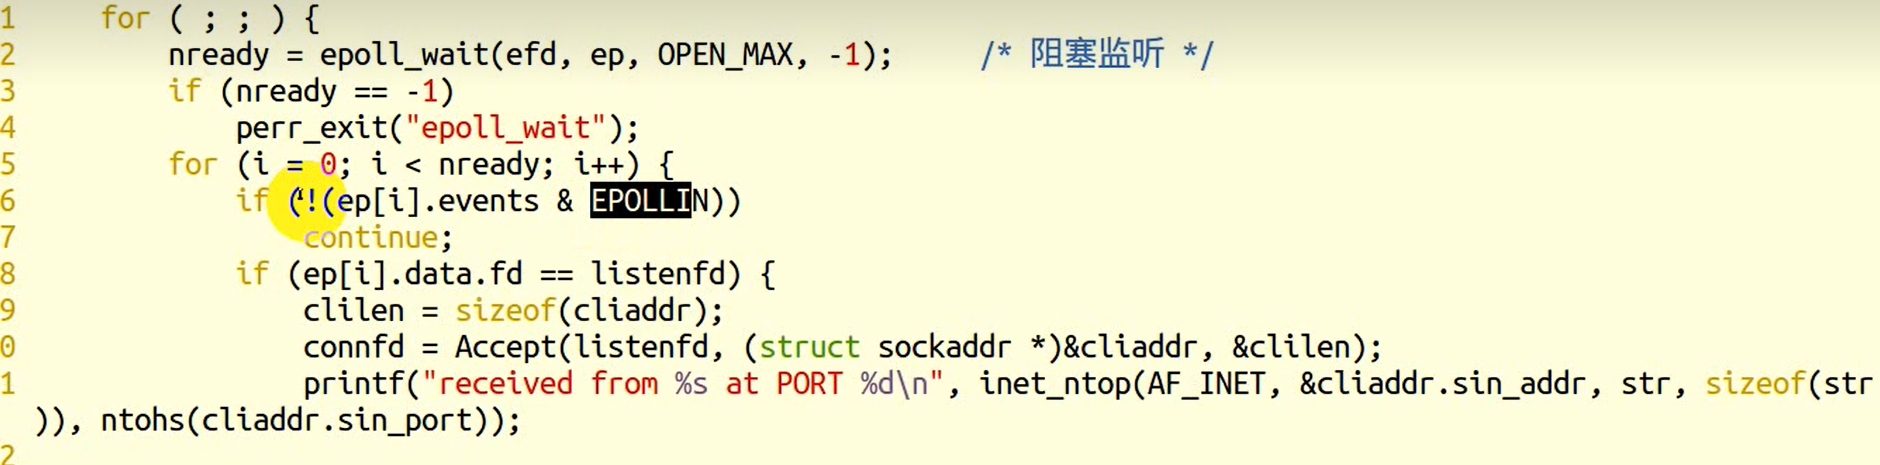 1 for ( ; ; ) {
2 nready = epoll_wait(efd, ep, OPEN_MAX, -1); /* 阻塞监听 */
3 if (nready == -1)
4 perr_exit("epoll_wait");
5 for (i = 0; i < nready; i++) {
6 if (!(ep[i].events & EPOLLIN))
7 continue;
8 if (ep[i].data.fd == listenfd) {
9 clilen = sizeof(cliaddr);
0 connfd = Accept(listenfd, (struct sockaddr *)&cliaddr, &clilen);
1 printf("received from %s at PORT %d\n", inet_ntop(AF_INET, &cliaddr.sin_addr, str, sizeof(str
)), ntohs(cliaddr.sin_port));
2